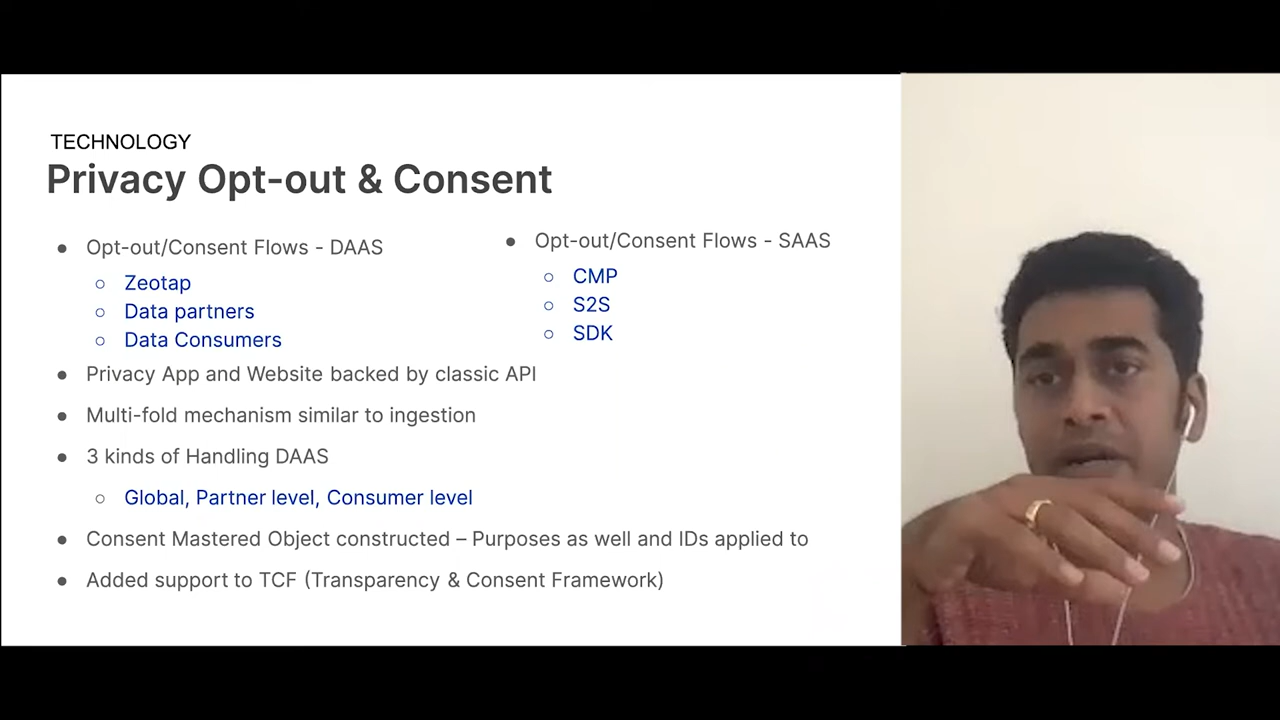 TECHNOLOGY
Privacy Opt-out & Consent
● Opt-out/Consent Flows - DAAS
○ Zeotap
○ Data partners
○ Data Consumers
● Opt-out/Consent Flows - SAAS
○ CMP
○ S2S
○ SDK
● Privacy App and Website backed by classic API
● Multi-fold mechanism similar to ingestion
● 3 kinds of Handling DAAS
○ Global, Partner level, Consumer level
● Consent Mastered Object constructed – Purposes as well and IDs applied to
● Added support to TCF (Transparency & Consent Framework)